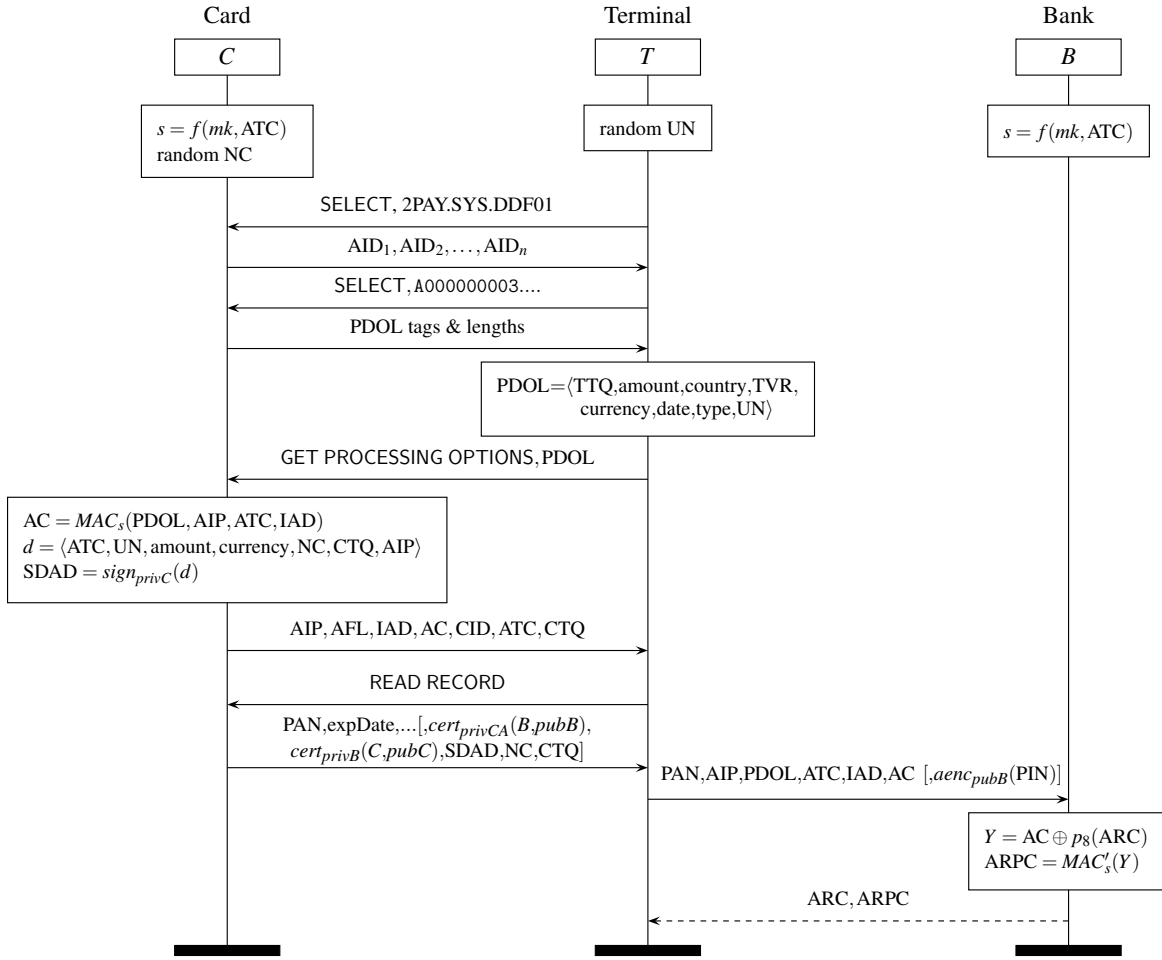 Card Terminal Bank
C T B
s = f(mk,ATC)
random NC
random UN
s = f(mk,ATC)
SELECT, 2PAY.SYS.DDF01
AID₁,AID₂,…,AIDₙ
SELECT,A000000003....
PDOL tags & lengths
PDOL=⟨TTQ,amount,country,TVR,
currency,date,type,UN⟩
GET PROCESSING OPTIONS,PDOL
AC = MACₛ(PDOL,AIP,ATC,IAD)
d = ⟨ATC,UN,amount,currency,NC,CTQ,AIP⟩
SDAD = sign_privC(d)
AIP,AFL,IAD,AC,CID,ATC,CTQ
READ RECORD
PAN,expDate,...[,cert_privCA(B,pubB),
cert_privB(C,pubC),SDAD,NC,CTQ]
PAN,AIP,PDOL,ATC,IAD,AC [,aenc_pubB(PIN)]
Y = AC ⊕ p₈(ARC)
ARPC = MAC′ₛ(Y)
ARC,ARPC